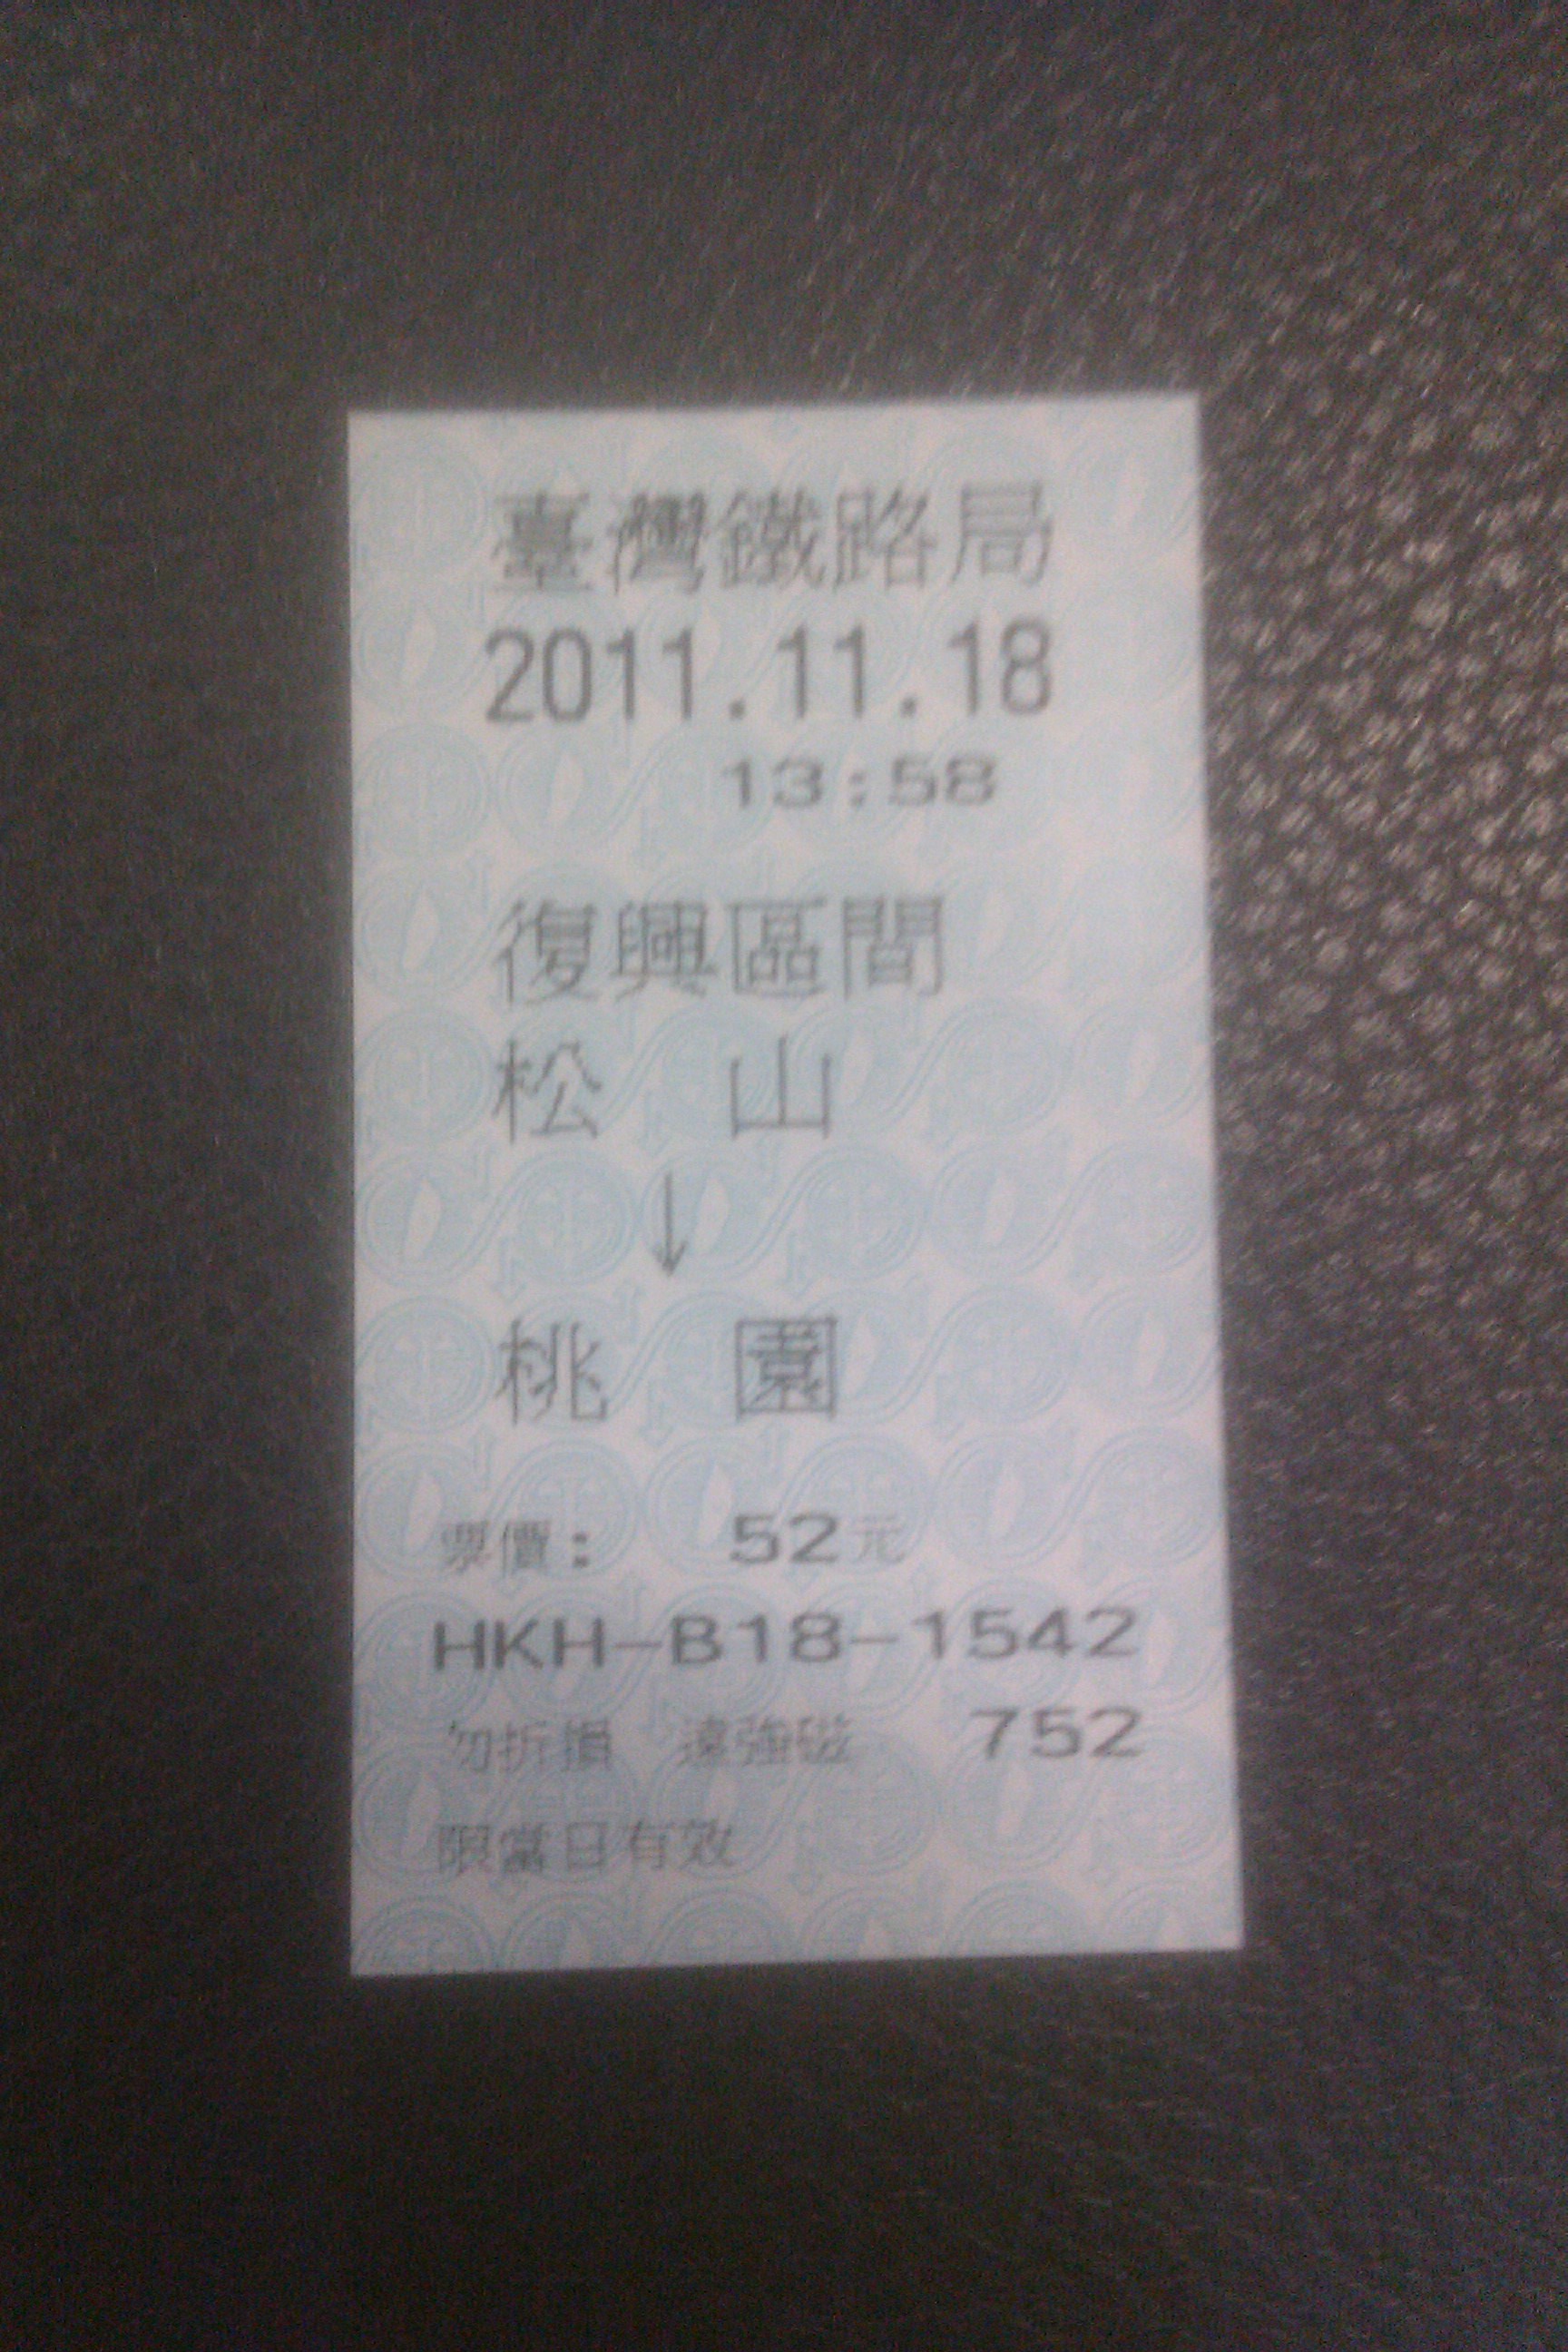 臺灣鐵路局
2011.11.18
13:58
復興區間
松 山
↓
桃 園
票價: 52元
HKH-B18-1542
勿折損 遠強磁 752
限當日有效